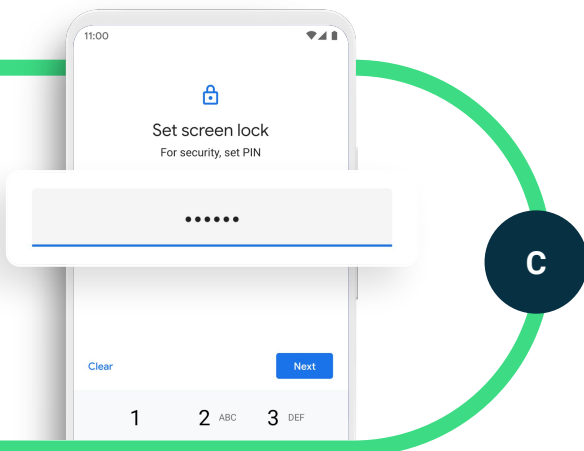 11:00
Set screen lock
For security, set PIN
••••••
C
Clear Next
1 2 ABC 3 DEF